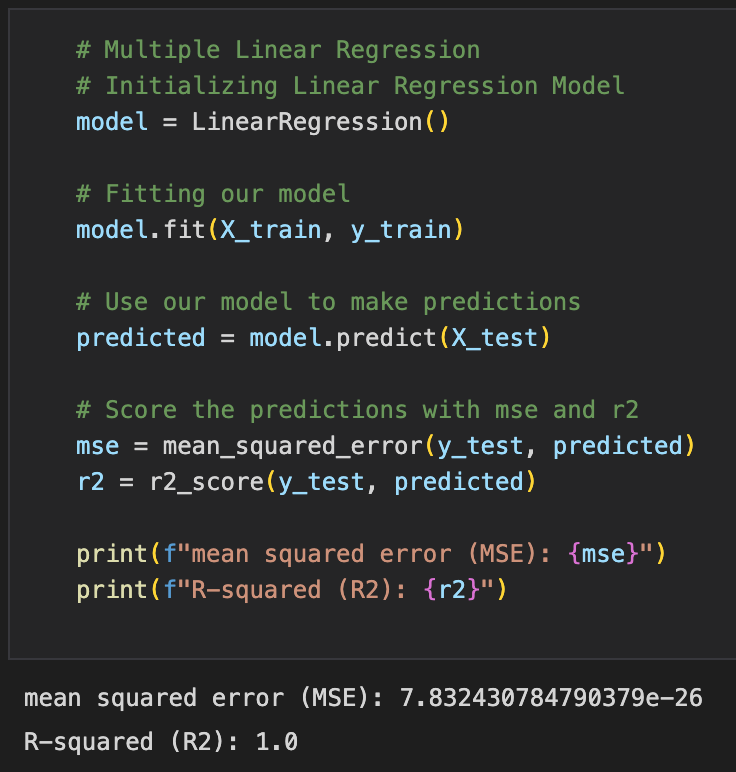 # Multiple Linear Regression
# Initializing Linear Regression Model
model = LinearRegression()
# Fitting our model
model.fit(X_train, y_train)
# Use our model to make predictions
predicted = model.predict(X_test)
# Score the predictions with mse and r2
mse = mean_squared_error(y_test, predicted)
r2 = r2_score(y_test, predicted)
print(f"mean squared error (MSE): {mse}")
print(f"R-squared (R2): {r2}")
mean squared error (MSE): 7.832430784790379e-26
R-squared (R2): 1.0